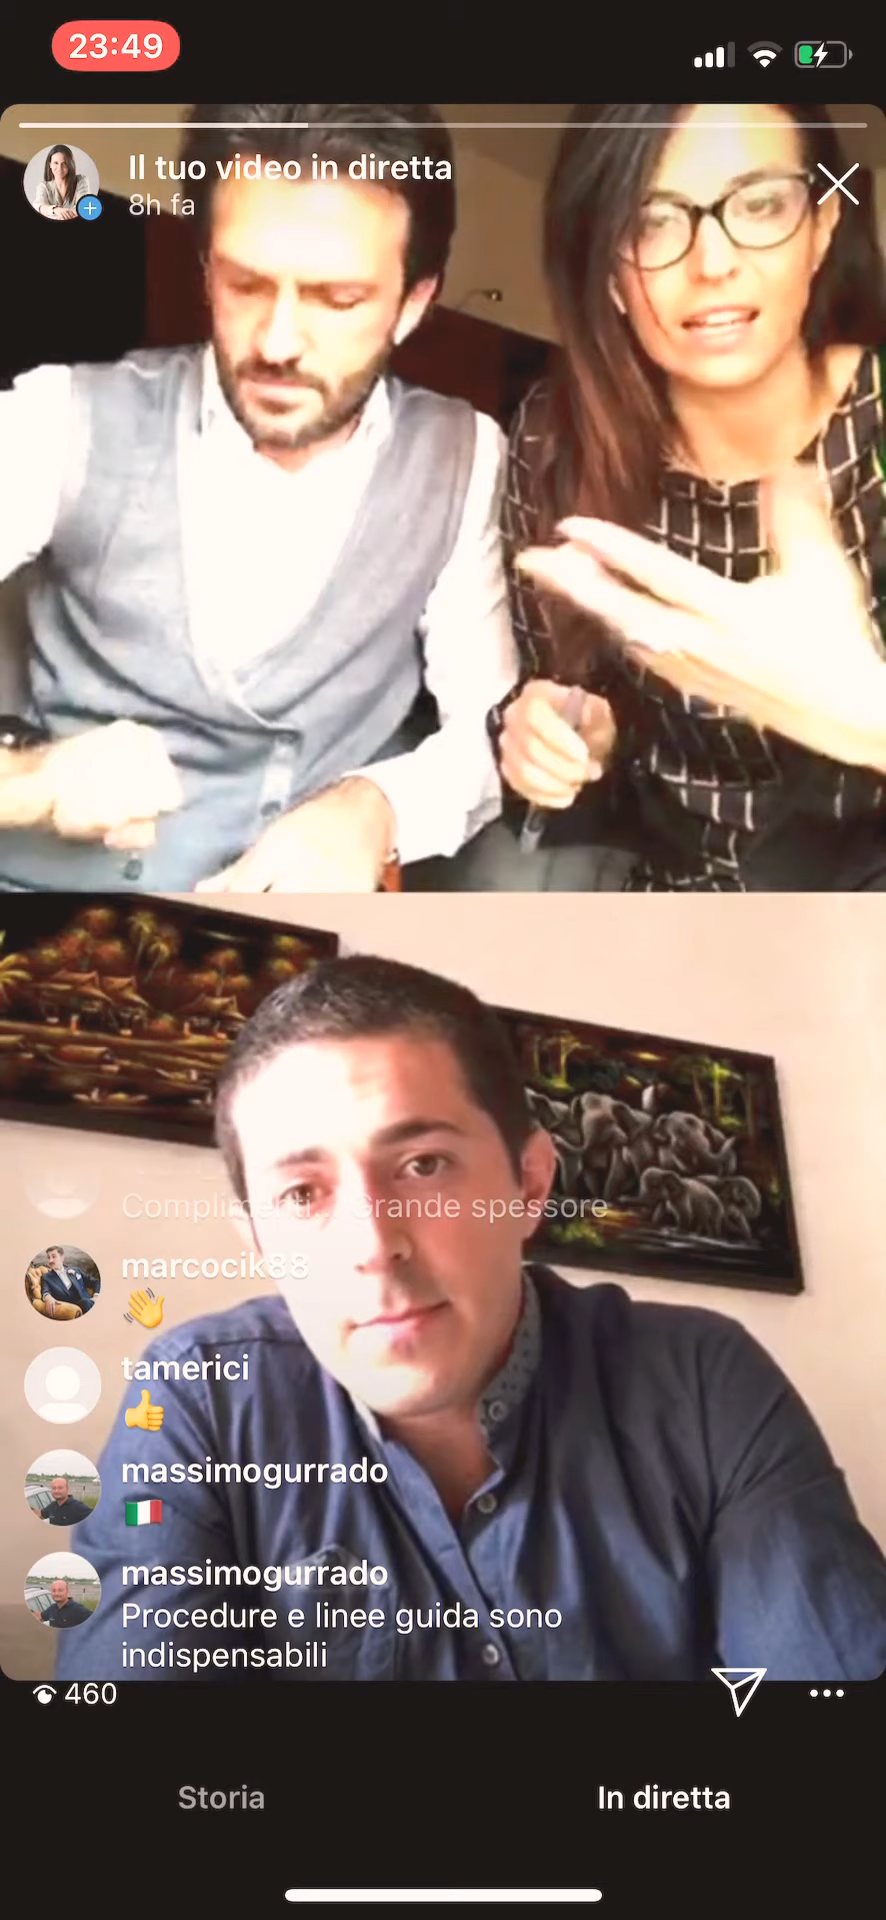 23:49
Il tuo video in diretta
8h fa
Complimenti... Grande spessore
marcocik88
👋
tamerici
👍
massimogurrado
🇮🇹
massimogurrado
Procedure e linee guida sono
indispensabili
460
Storia
In diretta